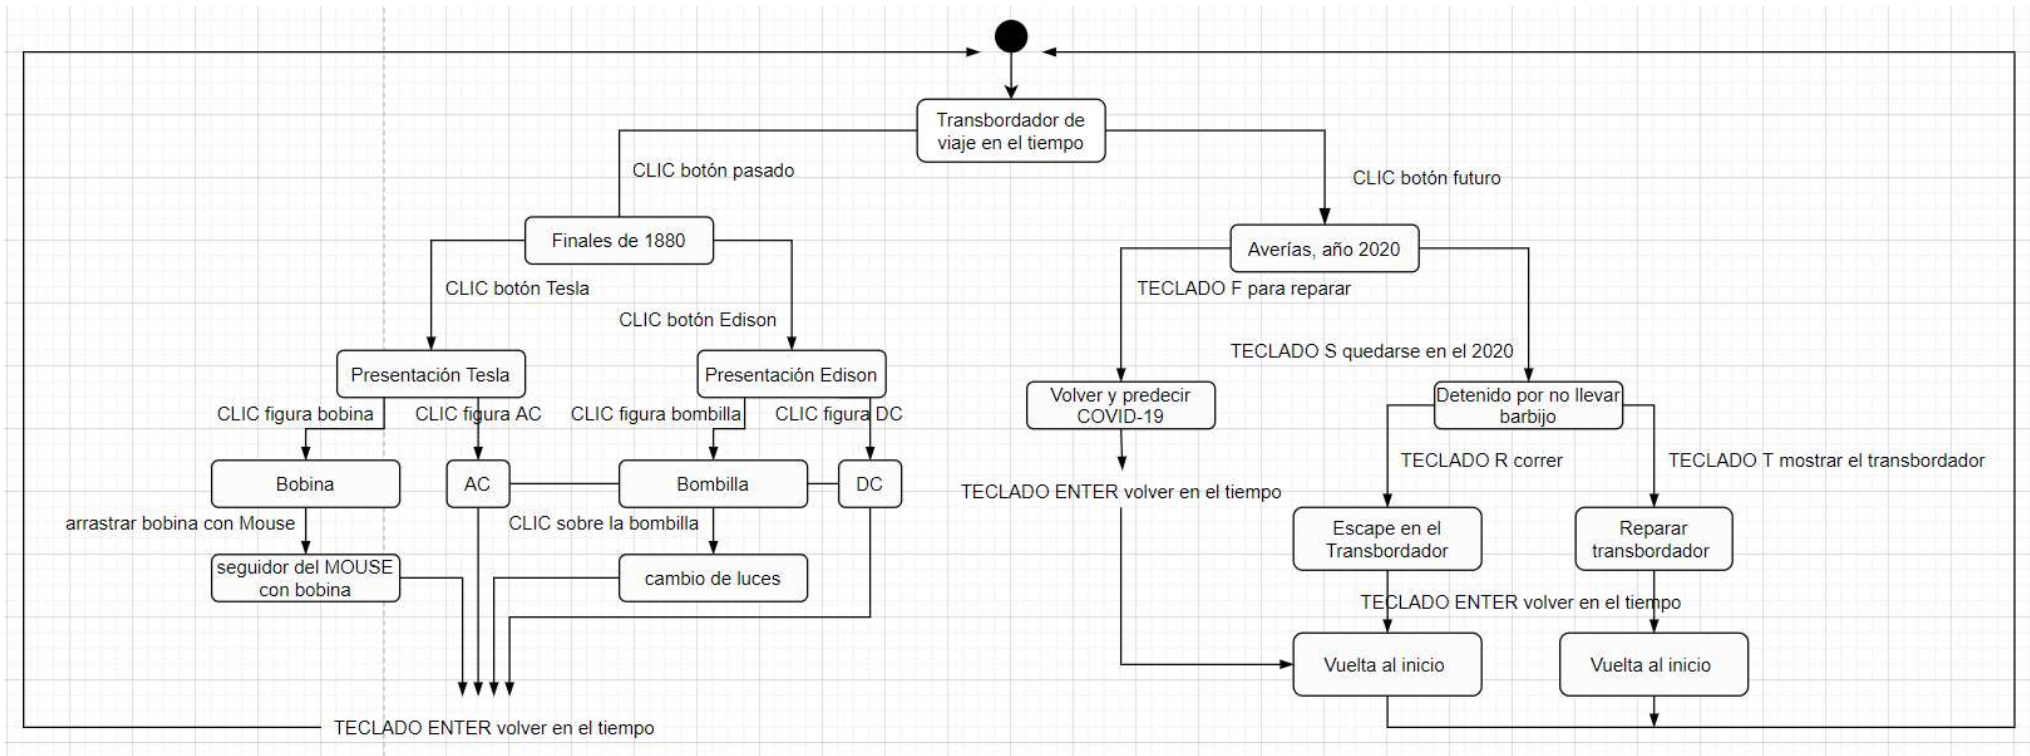 Transbordador de
viaje en el tiempo
CLIC botón pasado
CLIC botón futuro
Finales de 1880
Averías, año 2020
CLIC botón Tesla
CLIC botón Edison
TECLADO F para reparar
TECLADO S quedarse en el 2020
Presentación Tesla
Presentación Edison
Volver y predecir
COVID-19
Detenido por no llevar
barbijo
CLIC figura bobina
CLIC figura AC
CLIC figura bombilla
CLIC figura DC
TECLADO R correr
TECLADO T mostrar el transbordador
Bobina
AC
Bombilla
DC
TECLADO ENTER volver en el tiempo
arrastrar bobina con Mouse
CLIC sobre la bombilla
Escape en el
Transbordador
Reparar
transbordador
seguidor del MOUSE
con bobina
cambio de luces
TECLADO ENTER volver en el tiempo
Vuelta al inicio
Vuelta al inicio
TECLADO ENTER volver en el tiempo